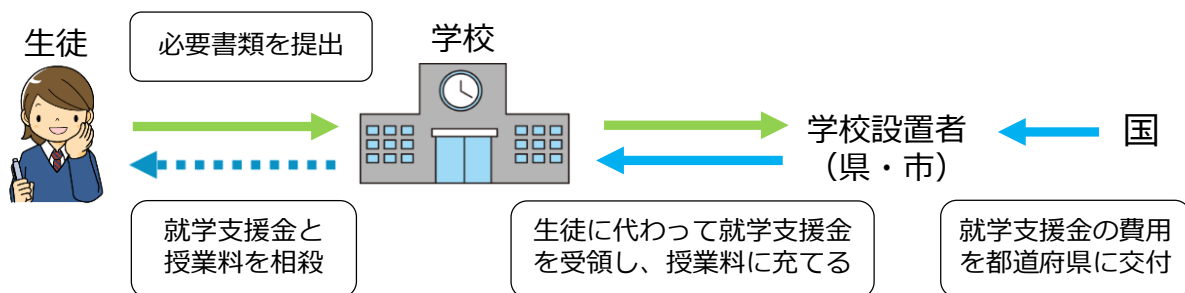 生徒
必要書類を提出
学校
学校設置者
(県・市)
国
就学支援金と
授業料を相殺
生徒に代わって就学支援金
を受領し、授業料に充てる
就学支援金の費用
を都道府県に交付